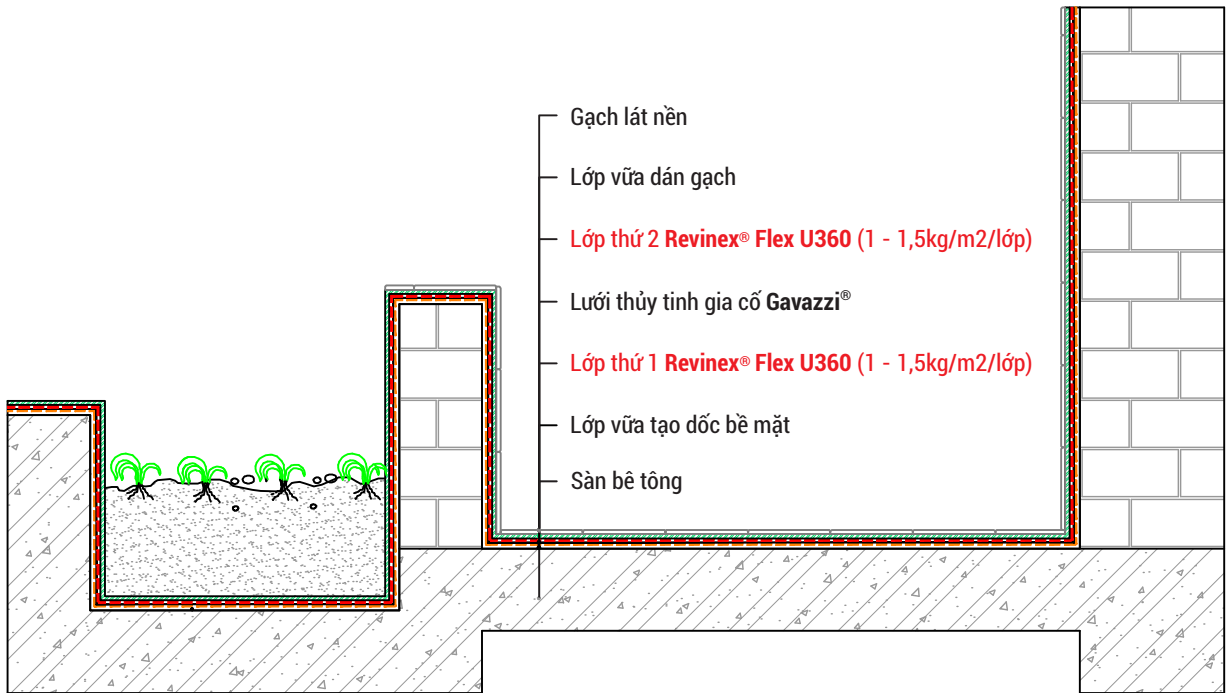 Gạch lát nền
Lớp vữa dán gạch
Lớp thứ 2 Revinex® Flex U360 (1 - 1,5kg/m2/lớp)
Lưới thủy tinh gia cố Gavazzi®
Lớp thứ 1 Revinex® Flex U360 (1 - 1,5kg/m2/lớp)
Lớp vữa tạo dốc bề mặt
Sàn bê tông